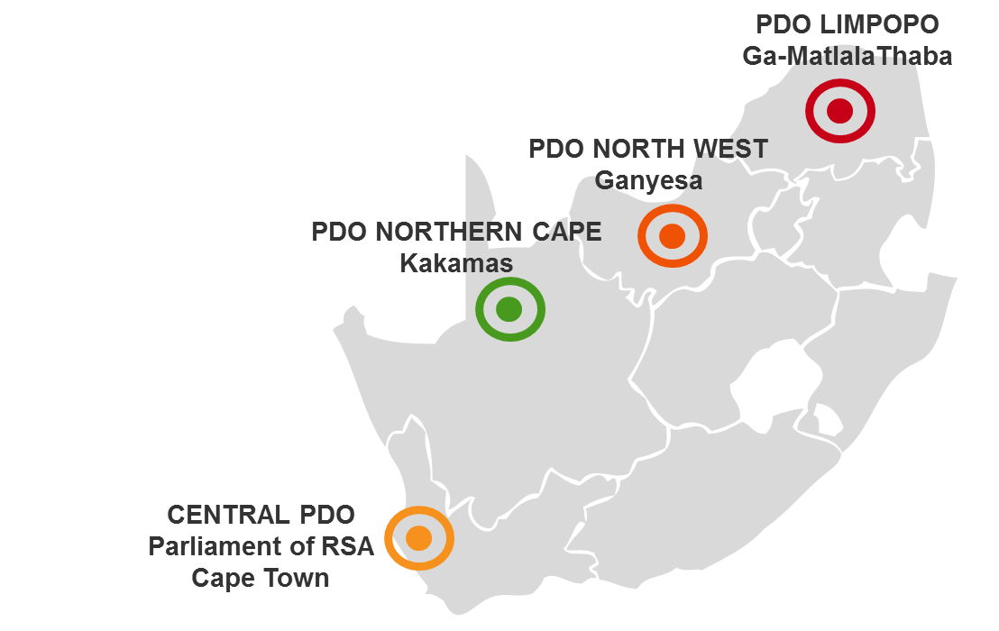 PDO LIMPOPO
Ga-MatlalaThaba
PDO NORTH WEST
Ganyesa
PDO NORTHERN CAPE
Kakamas
CENTRAL PDO
Parliament of RSA
Cape Town